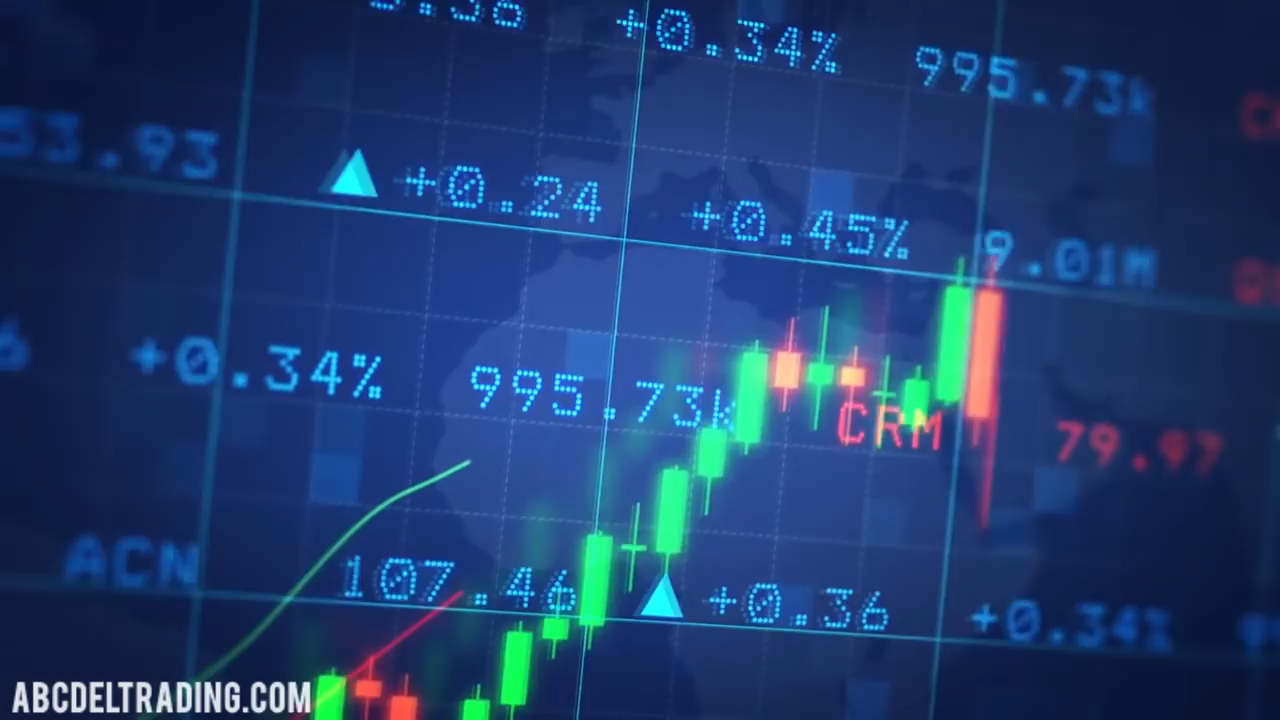 +0.34% 995.73k
53.93 +0.24 +0.45% 9.01M
+0.34% 995.73k CRM 79.97
ACN 107.46 +0.36 +0.34%
ABCDELTRADING.COM